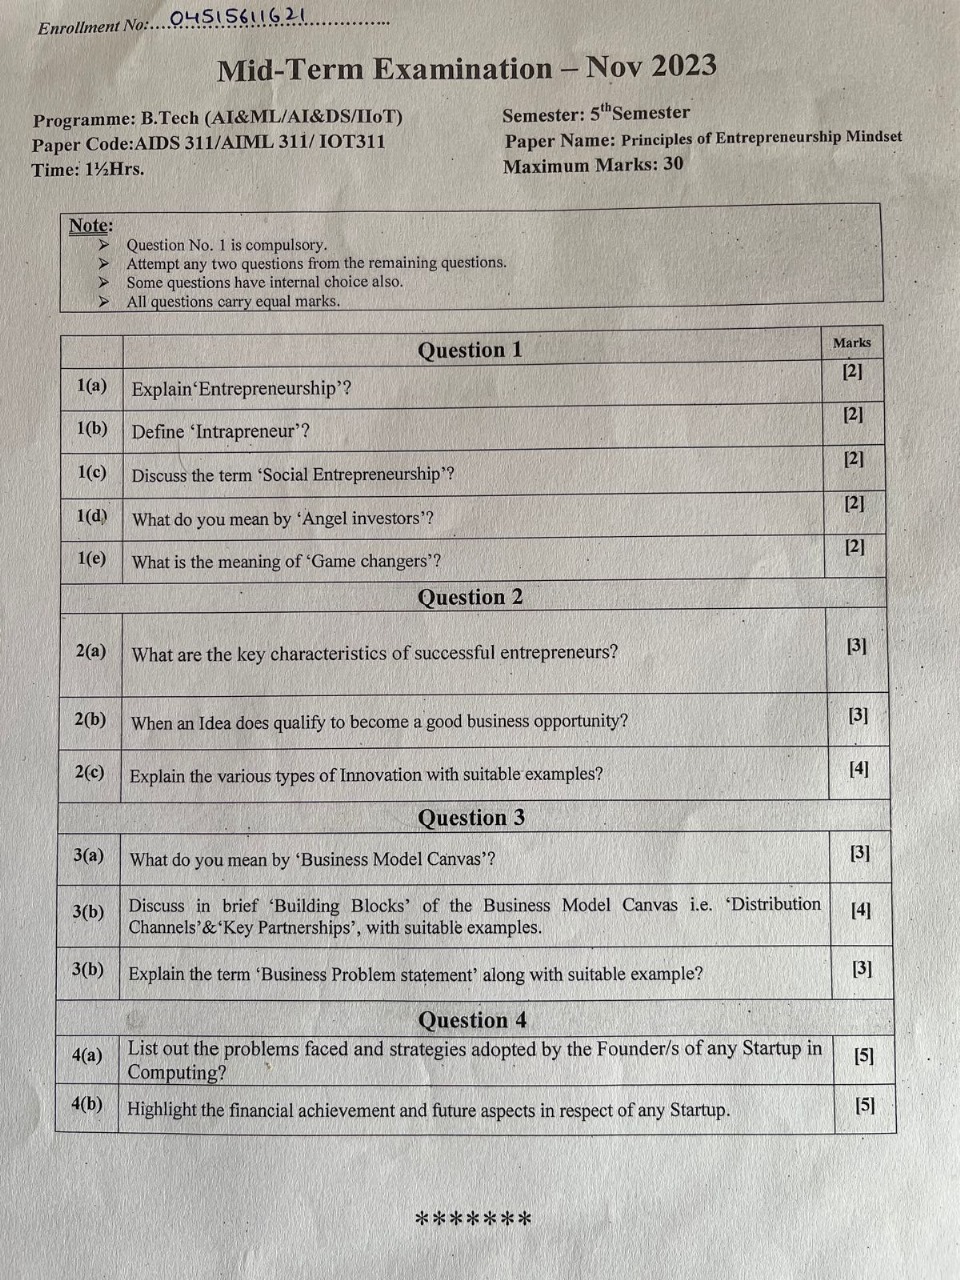 Enrollment No:....04515611621..................
Mid-Term Examination – Nov 2023
Programme: B.Tech (AI&ML/AI&DS/IIoT)
Semester: 5thSemester
Paper Code:AIDS 311/AIML 311/ IOT311
Paper Name: Principles of Entrepreneurship Mindset
Time: 1½Hrs.
Maximum Marks: 30
Note:
➢ Question No. 1 is compulsory.
➢ Attempt any two questions from the remaining questions.
➢ Some questions have internal choice also.
➢ All questions carry equal marks.
Question 1 Marks
1(a) Explain‘Entrepreneurship’? [2]
1(b) Define ‘Intrapreneur’? [2]
1(c) Discuss the term ‘Social Entrepreneurship’? [2]
1(d) What do you mean by ‘Angel investors’? [2]
1(e) What is the meaning of ‘Game changers’? [2]
Question 2
2(a) What are the key characteristics of successful entrepreneurs? [3]
2(b) When an Idea does qualify to become a good business opportunity? [3]
2(c) Explain the various types of Innovation with suitable examples? [4]
Question 3
3(a) What do you mean by ‘Business Model Canvas’? [3]
3(b) Discuss in brief ‘Building Blocks’ of the Business Model Canvas i.e. ‘Distribution [4]
Channels’&‘Key Partnerships’, with suitable examples.
3(b) Explain the term ‘Business Problem statement’ along with suitable example? [3]
Question 4
4(a) List out the problems faced and strategies adopted by the Founder/s of any Startup in [5]
Computing?
4(b) Highlight the financial achievement and future aspects in respect of any Startup. [5]
*******